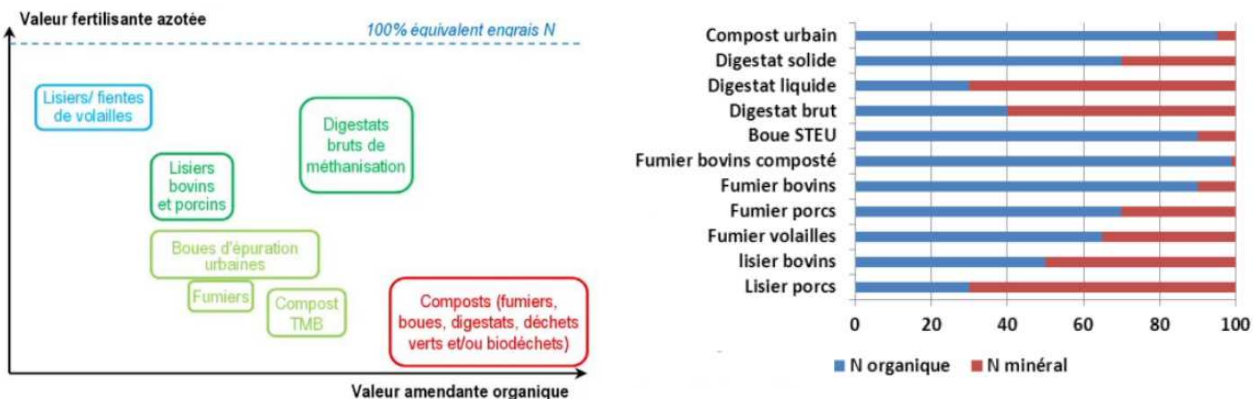 Valeur fertilisante azotée
100% équivalent engrais N
Lisiers/ fientes
de volailles
Digestats
bruts de
méthanisation
Lisiers
bovins
et porcins
Boues d'épuration
urbaines
Fumiers
Compost
TMB
Composts (fumiers,
boues, digestats, déchets
verts et/ou biodéchets)
Valeur amendante organique
Compost urbain
Digestat solide
Digestat liquide
Digestat brut
Boue STEU
Fumier bovins composté
Fumier bovins
Fumier porcs
Fumier volailles
lisier bovins
Lisier porcs
0 20 40 60 80 100
N organique N minéral